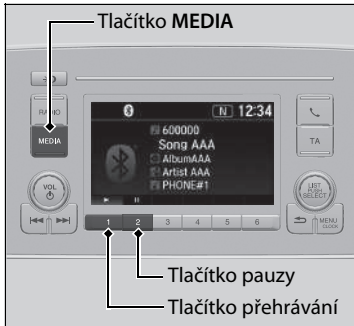 Tlačítko MEDIA
RADIO
MEDIA
N 12:34
600000
Song AAA
AlbumAAA
Artist AAA
PHONE#1
TA
VOL
LIST
PUSH
SELECT
1 2 3 4 5 6
MENU
CLOCK
Tlačítko pauzy
Tlačítko přehrávání